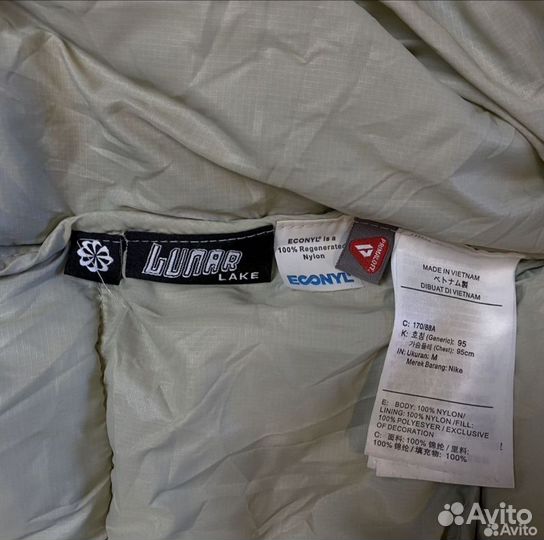 LUNAR
LAKE
ECONYL® is a
100% Regenerated
Nylon
ECONYL
PRIMALOFT
MADE IN VIETNAM
ベトナム製
DIBUAT DI VIETNAM
C: 170/88A
K: 호칭 (Generic): 95
가슴둘레 (Chest): 95cm
IN: Ukuran: M
Merek Barang: Nike
E: BODY: 100% NYLON/
LINING: 100% NYLON/FILL:
100% POLYESTER / EXCLUSIVE
OF DECORATION
C: 面料: 100% 锦纶 / 里料:
100% 锦纶/填充物: 100%
Avito
Avito